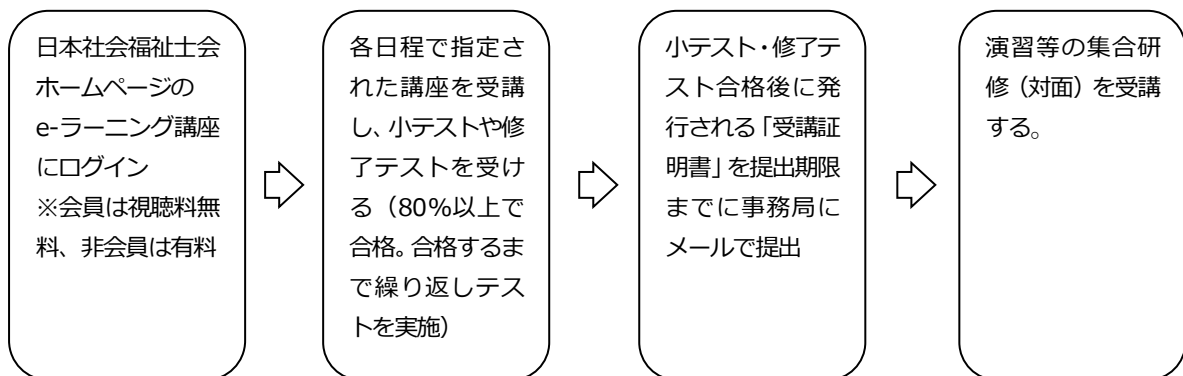 日本社会福祉士会
ホームページの
e-ラーニング講座
にログイン
※会員は視聴料無
料、非会員は有料
各日程で指定さ
れた講座を受講
し、小テストや修
了テストを受け
る（80%以上で
合格。合格するま
で繰り返しテス
トを実施）
小テスト・修了テ
スト合格後に発
行される「受講証
明書」を提出期限
までに事務局に
メールで提出
演習等の集合研
修（対面）を受講
する。